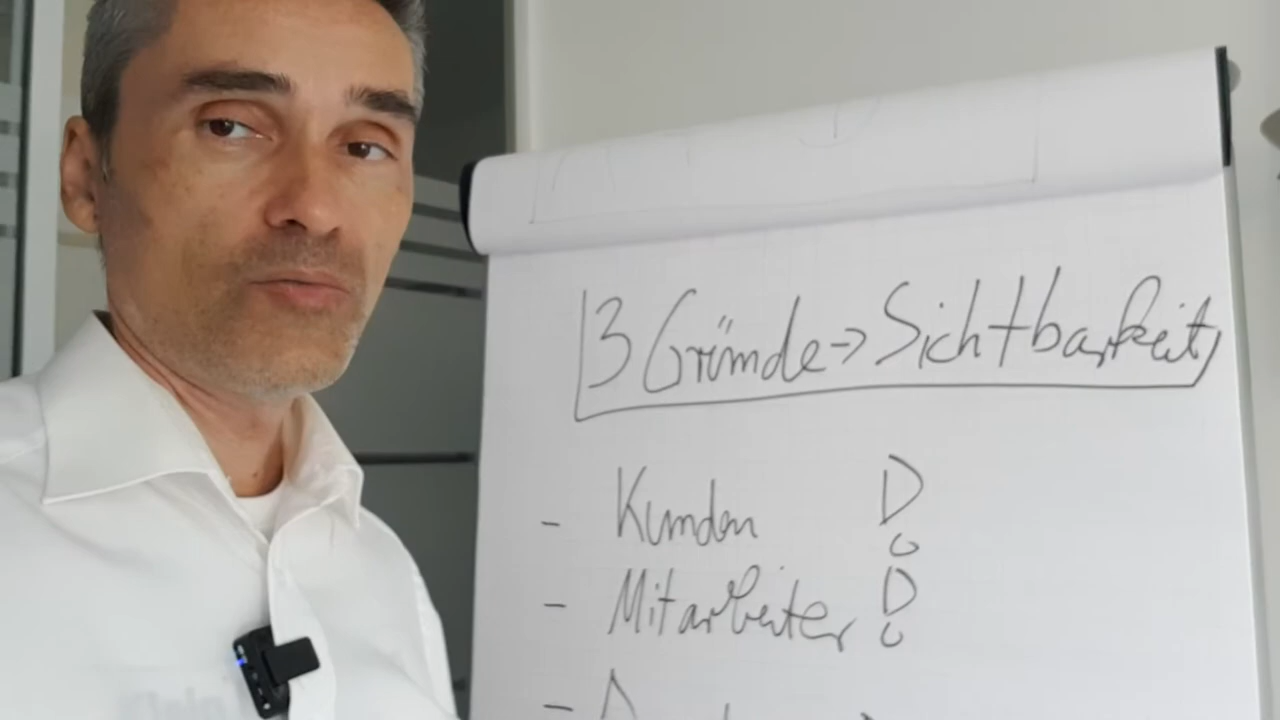 3 Gründe → Sichtbarkeit
- Kunden !
- Mitarbeiter !